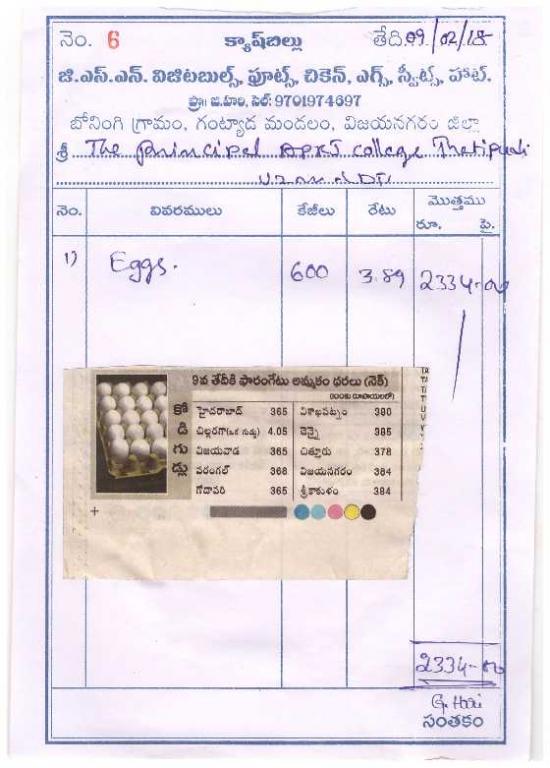 నెం. 6 క్యాష్‌బిల్లు తేది. 09/02/18
జి.ఎస్.ఎన్. విజిటబుల్స్, ఫ్రూట్స్, చికెన్, ఎగ్స్, స్వీట్స్, హాట్.
ప్రొ: జి.హరి, సెల్: 9701974697
బోనింగి గ్రామం, గంట్యాడ మండలం, విజయనగరం జిల్లా
శ్రీ The principal APRJ College Thatipudi
నెం. వివరములు కేజీలు రేటు మొత్తము
రూ. పై.
1) Eggs. 600 3.89 2334-00
9వ తేదీకి ఫారంగేటు అమ్మకం ధరలు (నెక్)
(100కు రూపాయలలో)
కోడిగుడ్లు
హైదరాబాద్ 365 విశాఖపట్నం 380
చిల్లరగా(ఒక గుడ్డు) 4.05 చెన్నై 385
విజయవాడ 365 చిత్తూరు 378
వరంగల్ 368 విజయనగరం 384
గోదావరి 365 శ్రీకాకుళం 384
2334-00
G. Hari
సంతకం